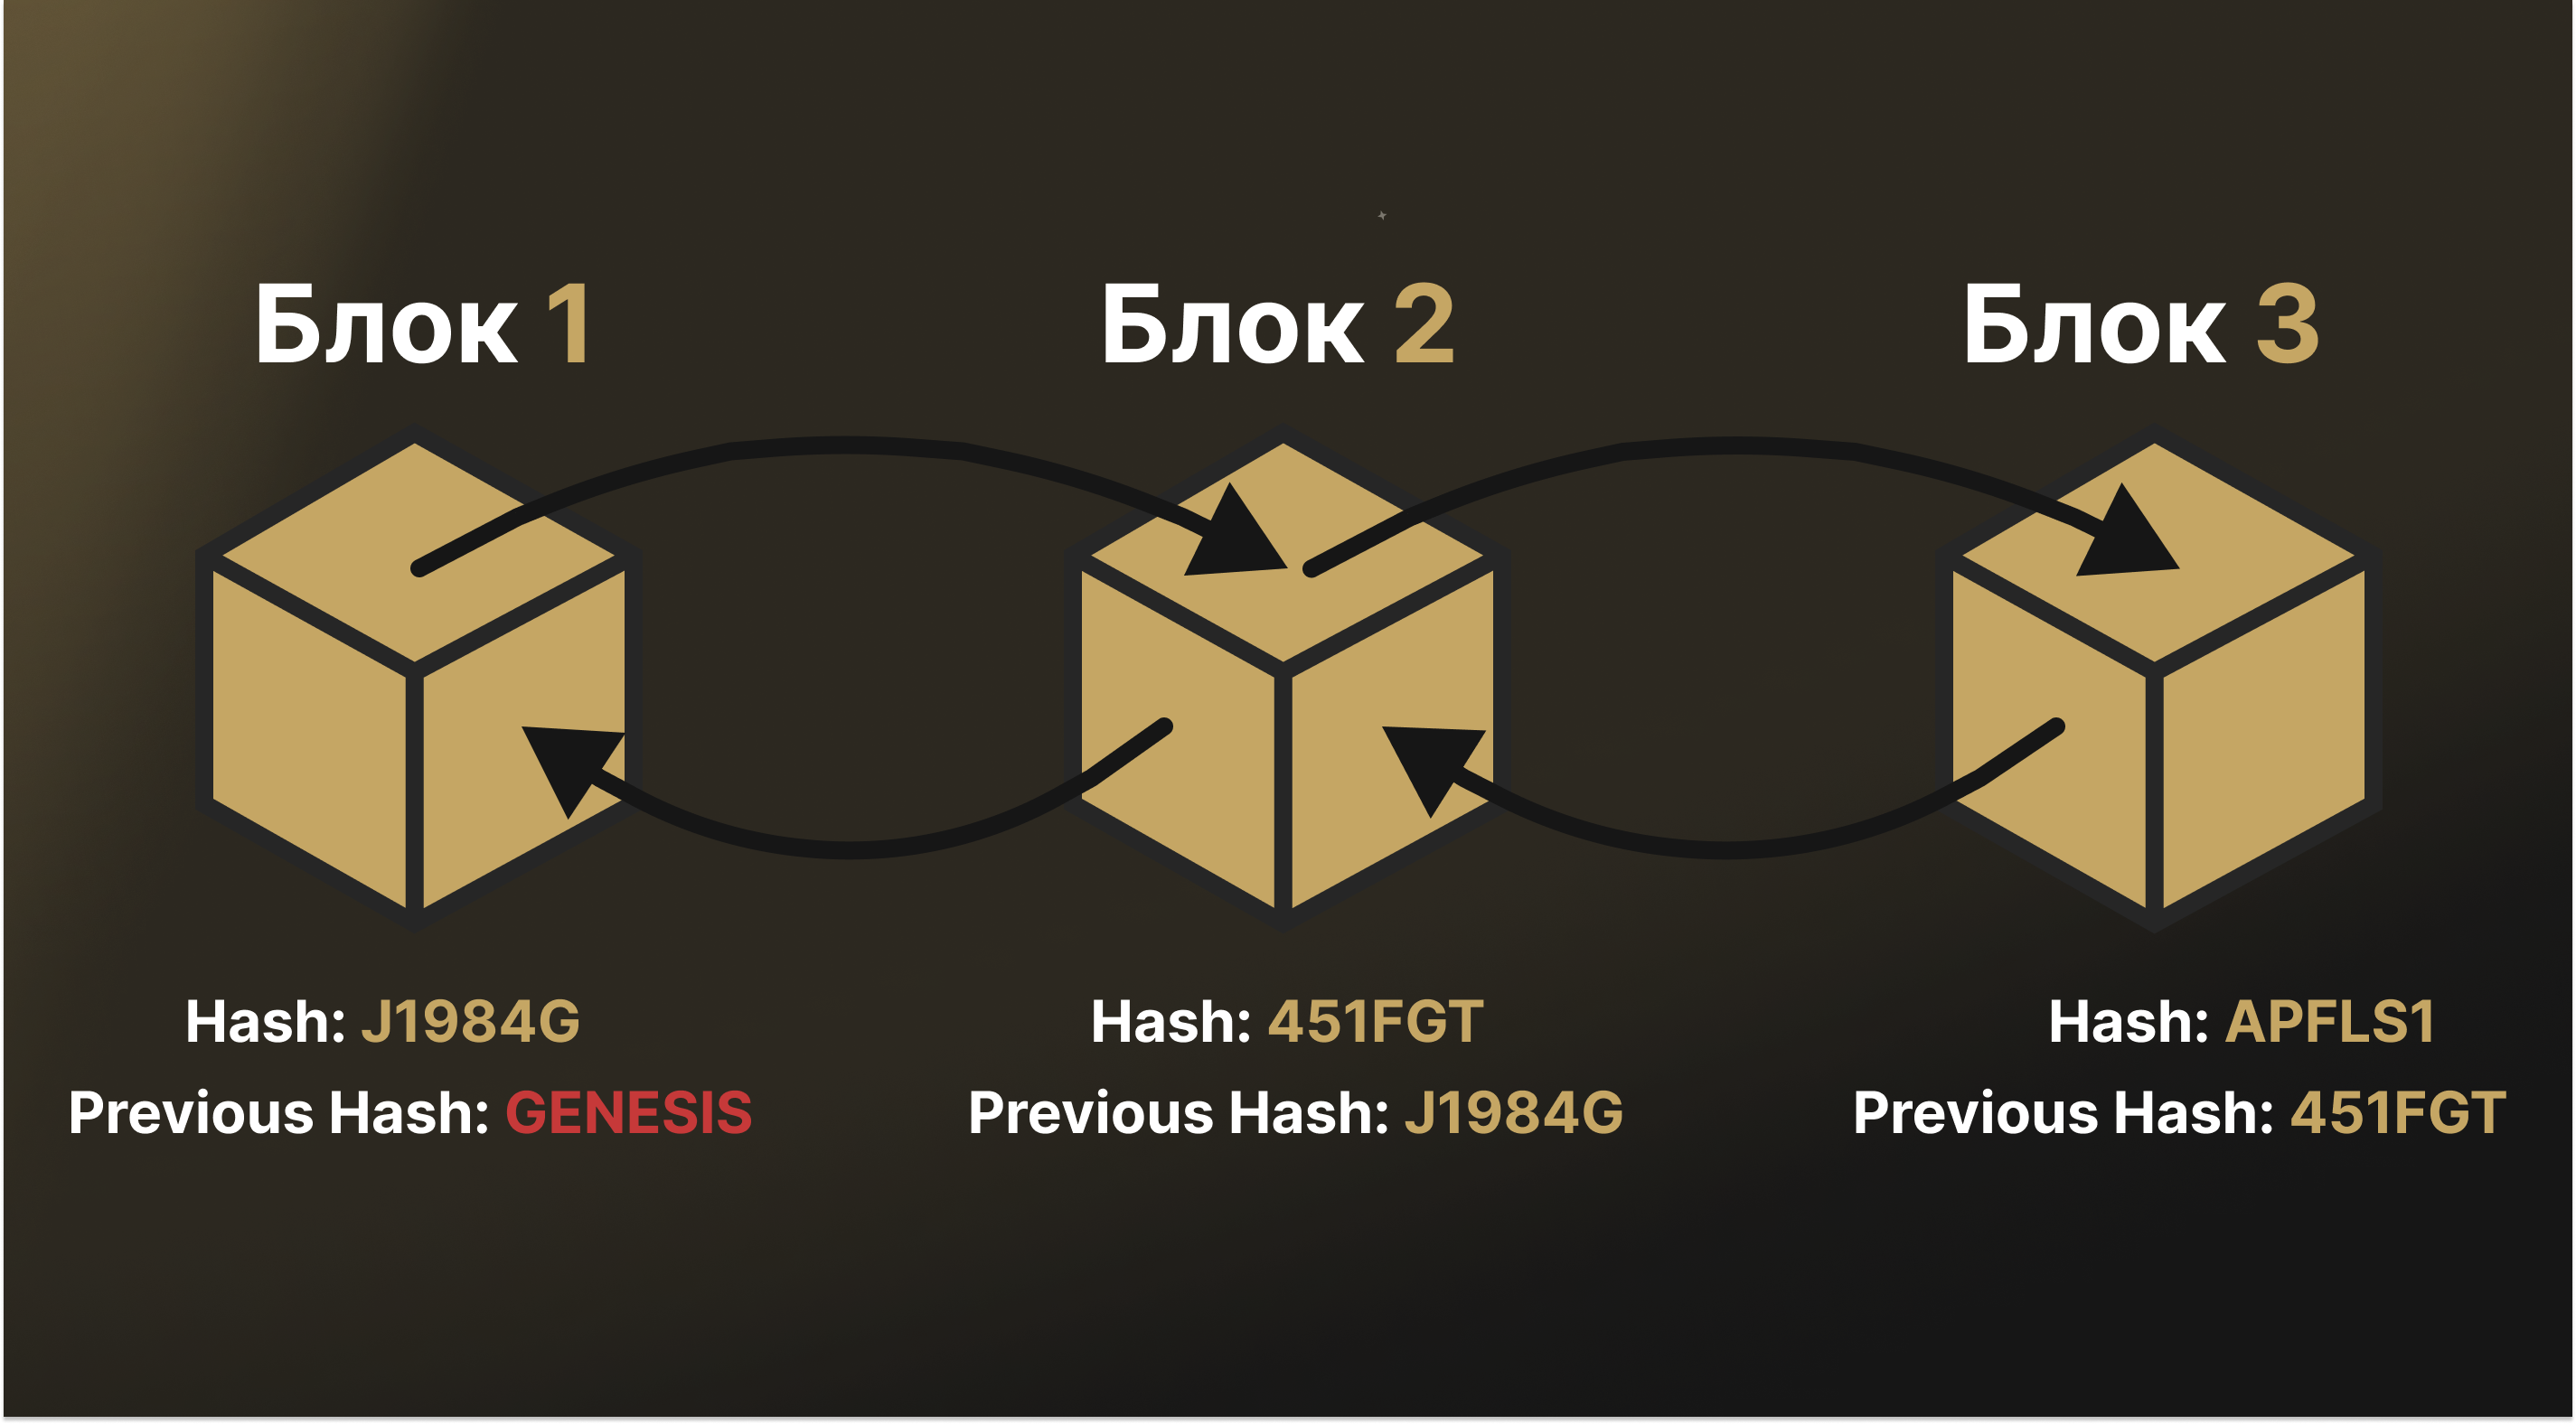 Блок 1
Блок 2
Блок 3
Hash: J1984G
Previous Hash: GENESIS
Hash: 451FGT
Previous Hash: J1984G
Hash: APFLS1
Previous Hash: 451FGT